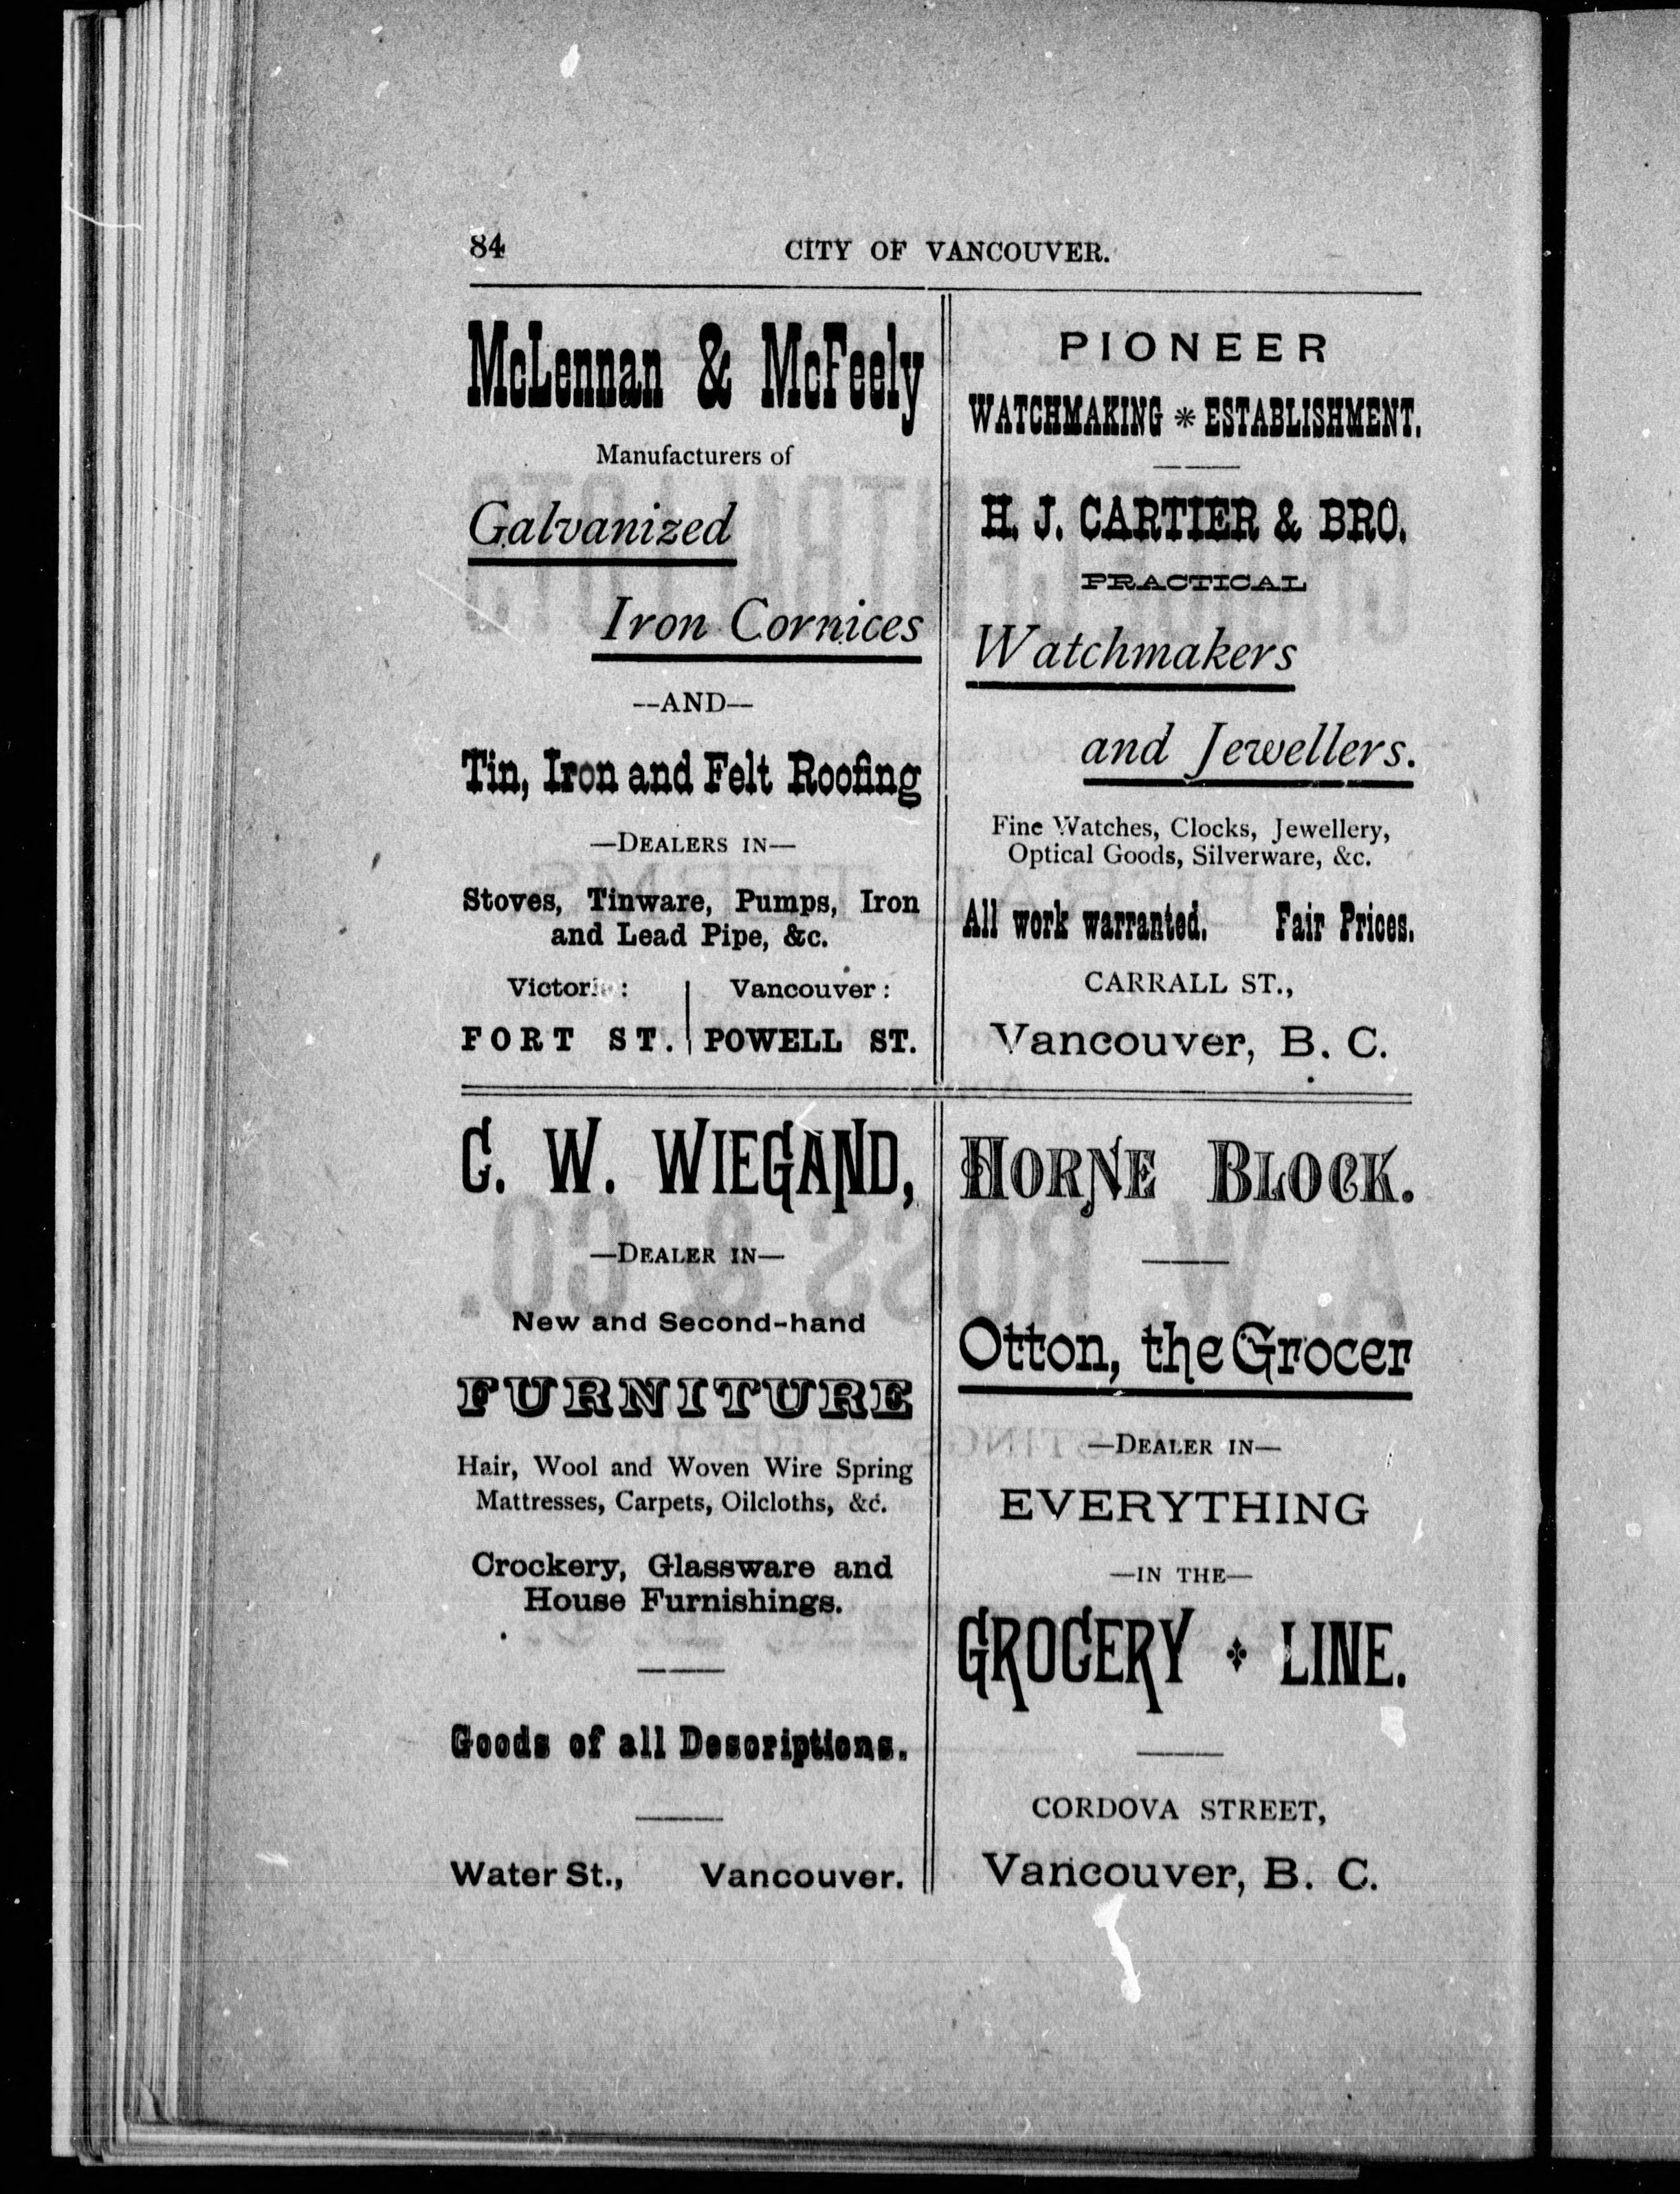 84 CITY OF VANCOUVER.
McLennan & McFeely
Manufacturers of
Galvanized
Iron Cornices
—AND—
Tin, Iron and Felt Roofing
—DEALERS IN—
Stoves, Tinware, Pumps, Iron
and Lead Pipe, &c.
Victoria : Vancouver :
FORT ST. POWELL ST.
PIONEER
WATCHMAKING * ESTABLISHMENT.
H. J. CARTIER & BRO.
PRACTICAL
Watchmakers
and Jewellers.
Fine Watches, Clocks, Jewellery,
Optical Goods, Silverware, &c.
All work warranted. Fair Prices.
CARRALL ST.,
Vancouver, B. C.
C. W. WIEGAND,
—DEALER IN—
New and Second-hand
FURNITURE
Hair, Wool and Woven Wire Spring
Mattresses, Carpets, Oilcloths, &c.
Crockery, Glassware and
House Furnishings.
Goods of all Descriptions.
Water St., Vancouver.
HORNE BLOCK.
Otton, the Grocer
—DEALER IN—
EVERYTHING
—IN THE—
GROCERY LINE.
CORDOVA STREET,
Vancouver, B. C.